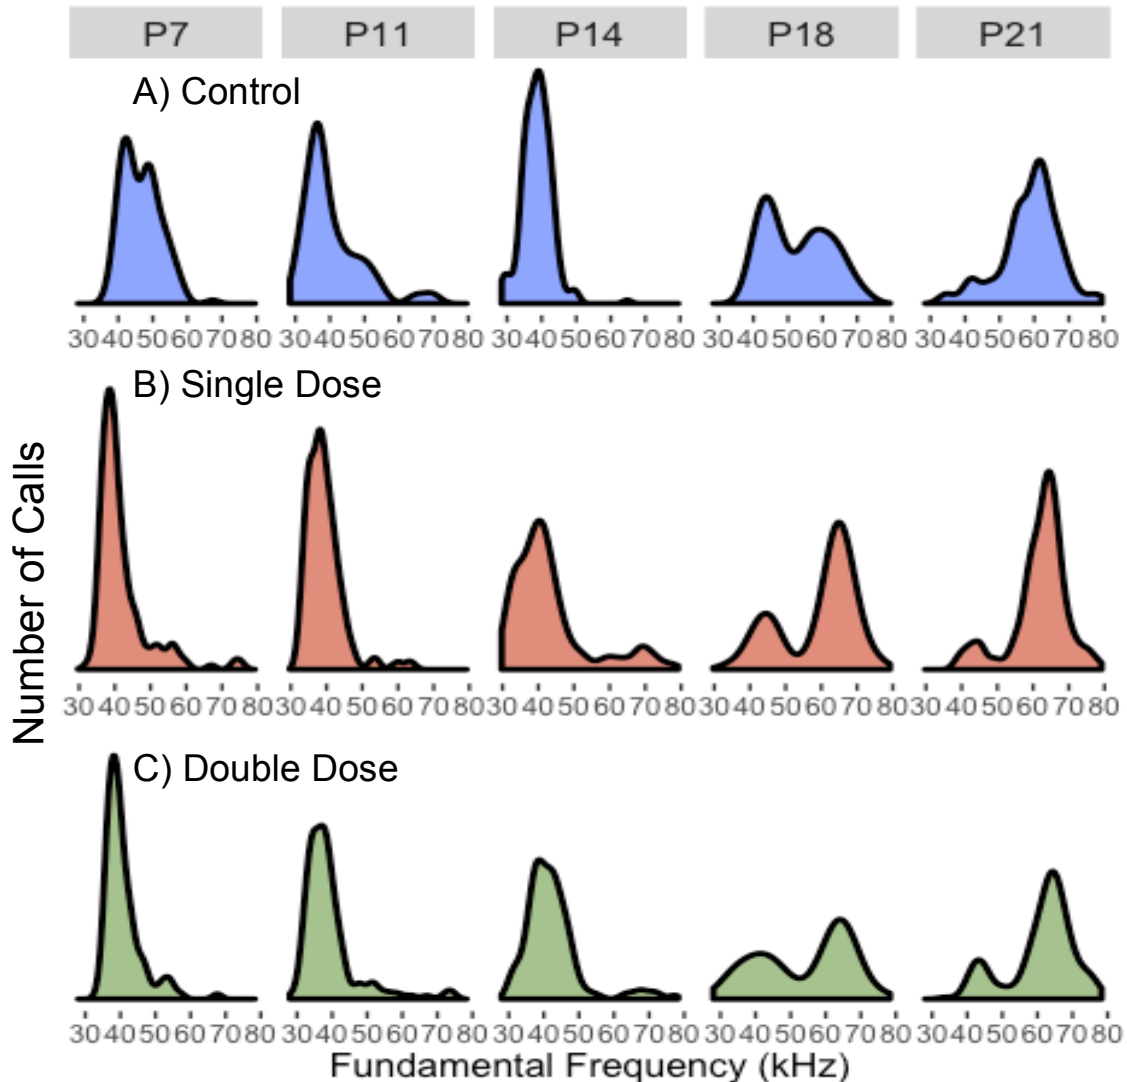 P7 P11 P14 P18 P21
A) Control
30 40 50 60 70 80 30 40 50 60 70 80 30 40 50 60 70 80 30 40 50 60 70 80 30 40 50 60 70 80
B) Single Dose
Number of Calls
30 40 50 60 70 80 30 40 50 60 70 80 30 40 50 60 70 80 30 40 50 60 70 80 30 40 50 60 70 80
C) Double Dose
30 40 50 60 70 80 30 40 50 60 70 80 30 40 50 60 70 80 30 40 50 60 70 80 30 40 50 60 70 80
Fundamental Frequency (kHz)